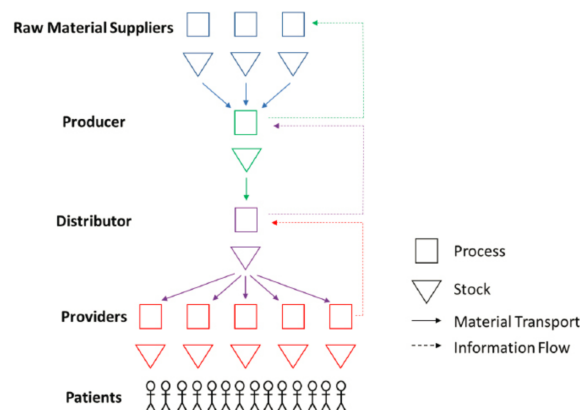 Raw Material Suppliers
Producer
Distributor
Process
Stock
Providers
Material Transport
Information Flow
Patients